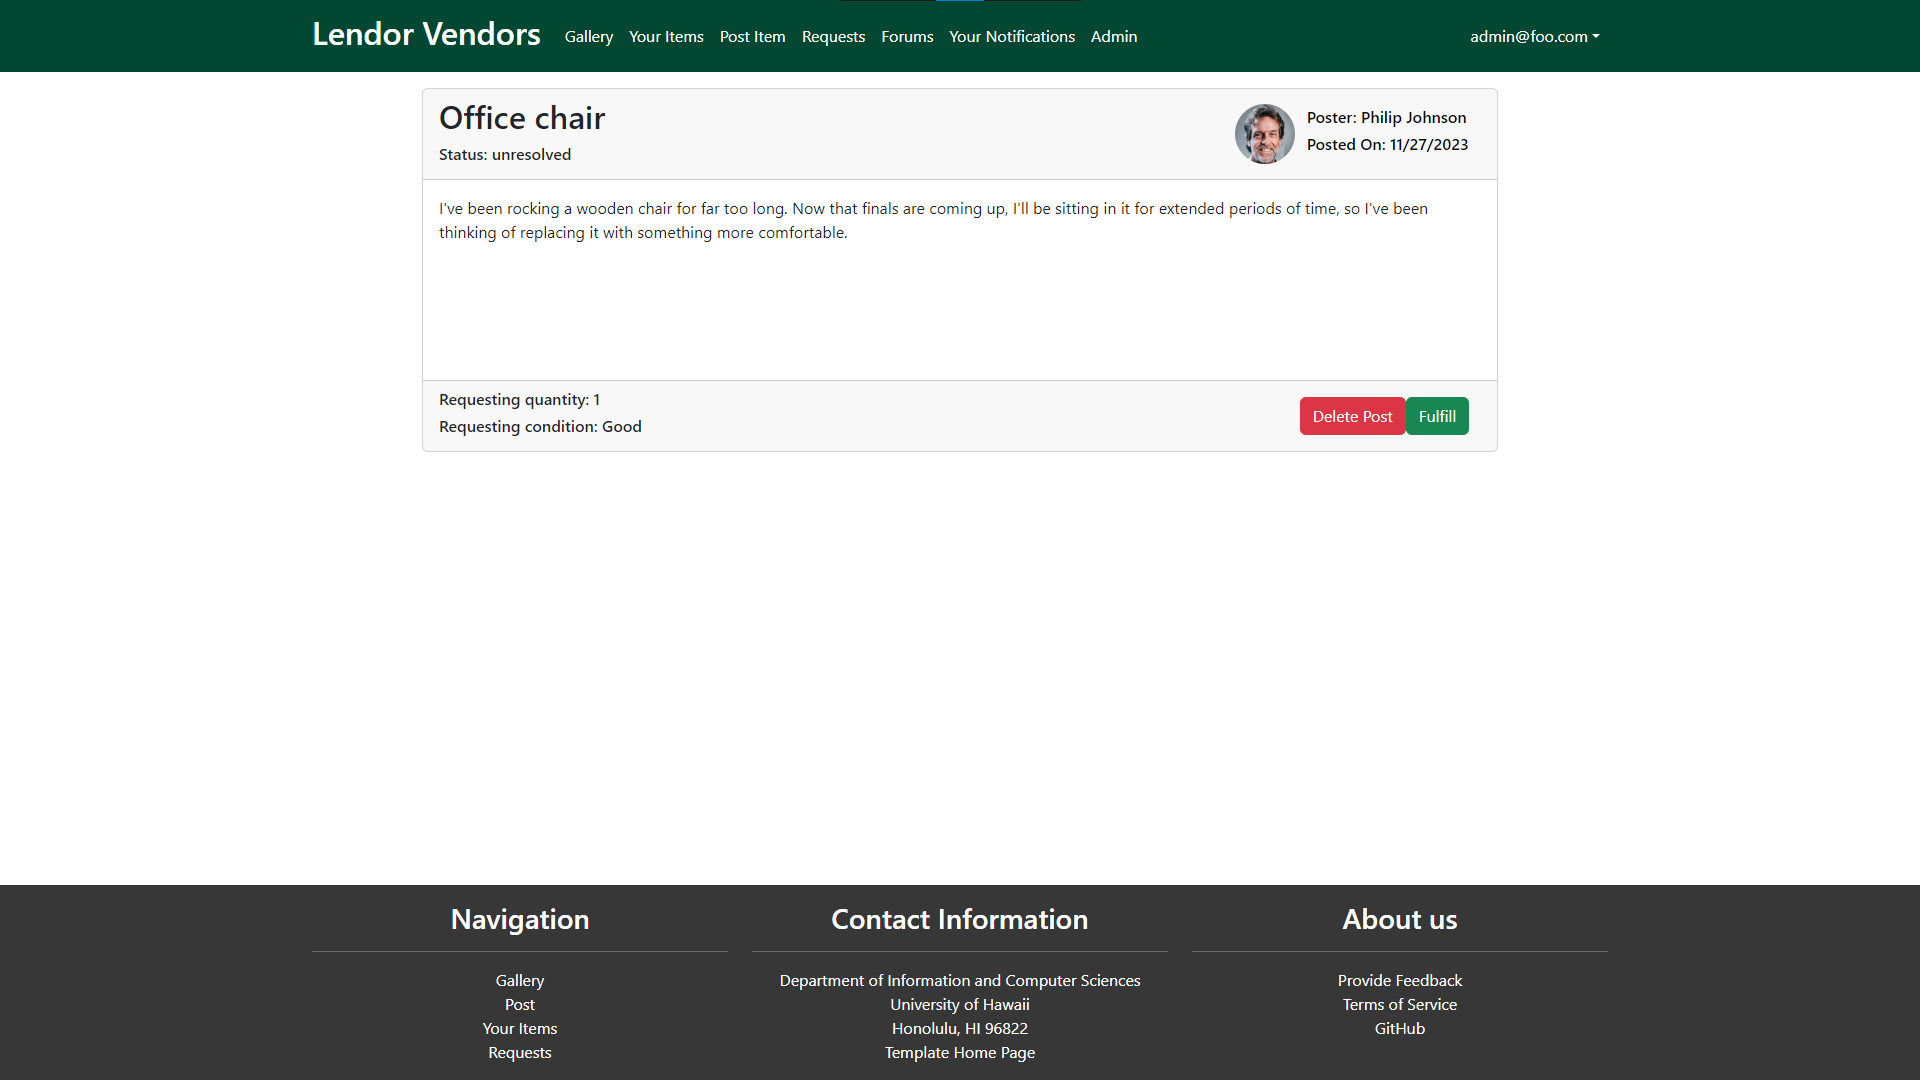 Lendor Vendors Gallery Your Items Post Item Requests Forums Your Notifications Admin admin@foo.com
Office chair
Status: unresolved
Poster: Philip Johnson
Posted On: 11/27/2023
I've been rocking a wooden chair for far too long. Now that finals are coming up, I'll be sitting in it for extended periods of time, so I've been
thinking of replacing it with something more comfortable.
Requesting quantity: 1
Requesting condition: Good
Delete Post Fulfill
Navigation
Gallery
Post
Your Items
Requests
Contact Information
Department of Information and Computer Sciences
University of Hawaii
Honolulu, HI 96822
Template Home Page
About us
Provide Feedback
Terms of Service
GitHub